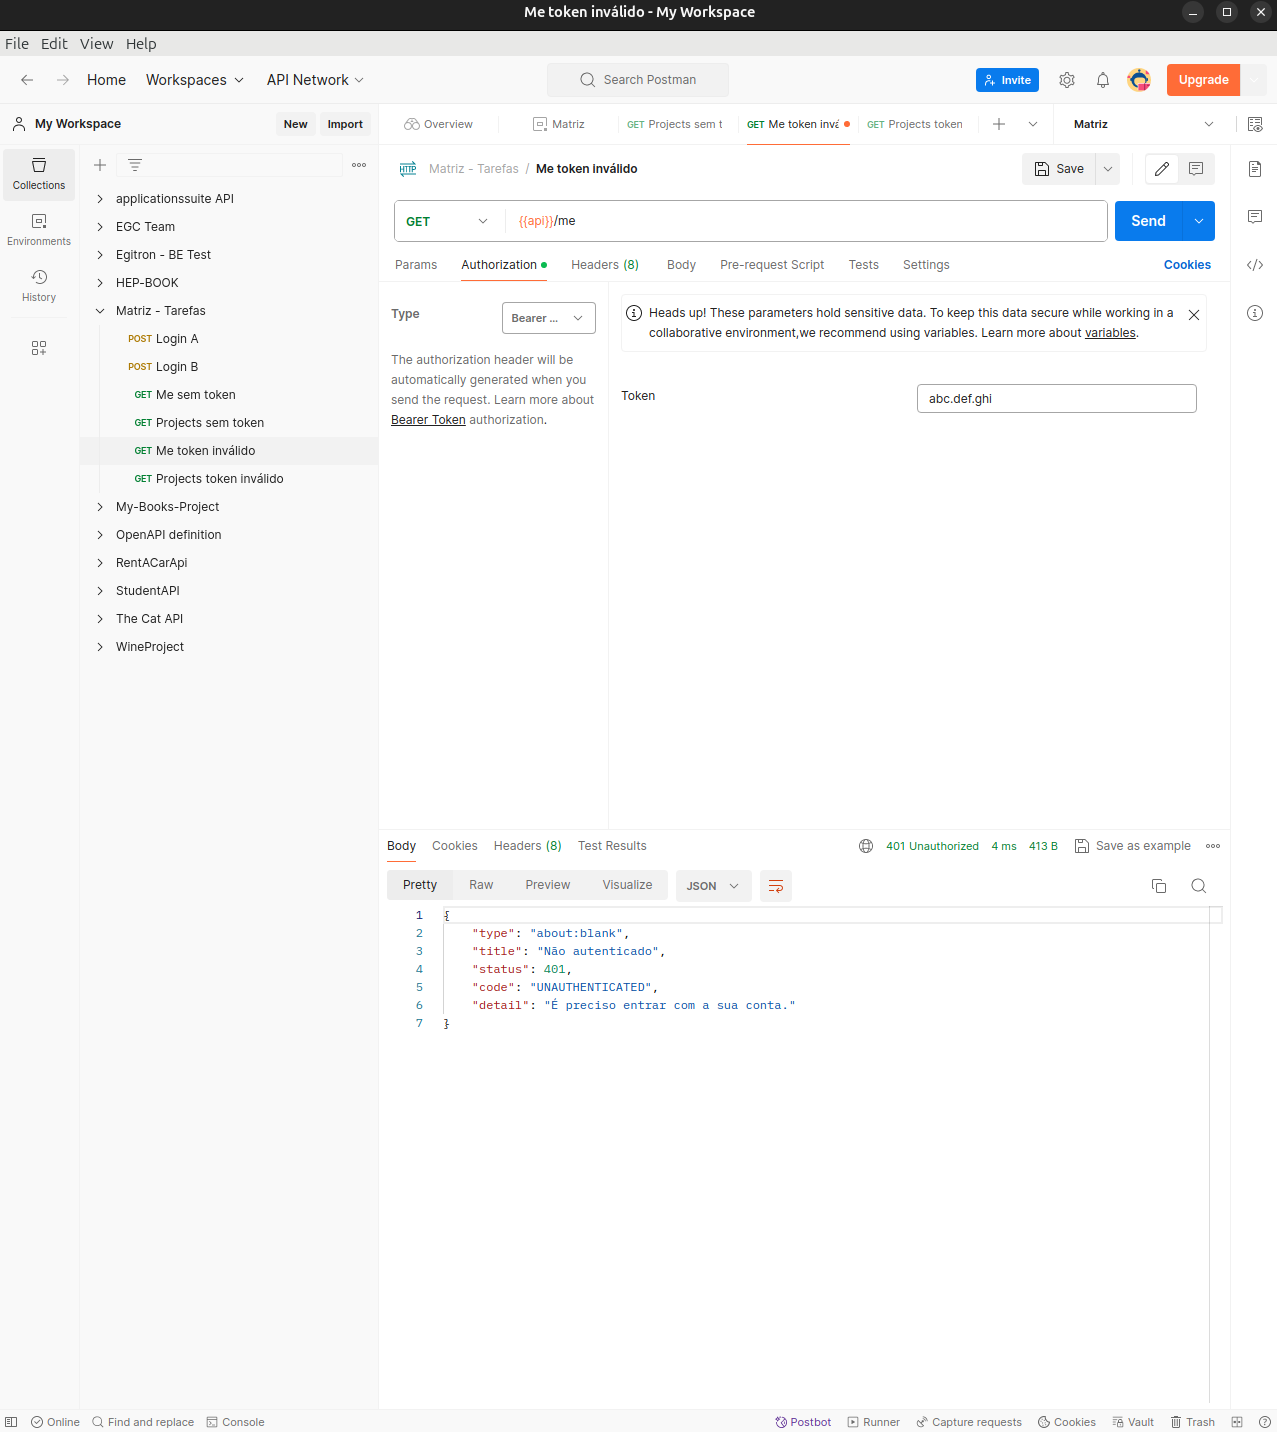 Me token inválido - My Workspace
File Edit View Help
Home Workspaces API Network Search Postman Invite Upgrade
My Workspace New Import
Overview Matriz GET Projects sem t GET Me token invá GET Projects token Matriz
Collections
Environments
History
applicationssuite API
EGC Team
Egitron - BE Test
HEP-BOOK
Matriz - Tarefas
POST Login A
POST Login B
GET Me sem token
GET Projects sem token
GET Me token inválido
GET Projects token inválido
My-Books-Project
OpenAPI definition
RentACarApi
StudentAPI
The Cat API
WineProject
HTTP Matriz - Tarefas / Me token inválido Save
GET {{api}}/me Send
Params Authorization Headers (8) Body Pre-request Script Tests Settings Cookies
Type Bearer ...
The authorization header will be
automatically generated when you
send the request. Learn more about
Bearer Token authorization.
Heads up! These parameters hold sensitive data. To keep this data secure while working in a
collaborative environment,we recommend using variables. Learn more about variables.
Token abc.def.ghi
Body Cookies Headers (8) Test Results 401 Unauthorized 4 ms 413 B Save as example
Pretty Raw Preview Visualize JSON
1 {
2 "type": "about:blank",
3 "title": "Não autenticado",
4 "status": 401,
5 "code": "UNAUTHENTICATED",
6 "detail": "É preciso entrar com a sua conta."
7 }
Online Find and replace Console Postbot Runner Capture requests Cookies Vault Trash